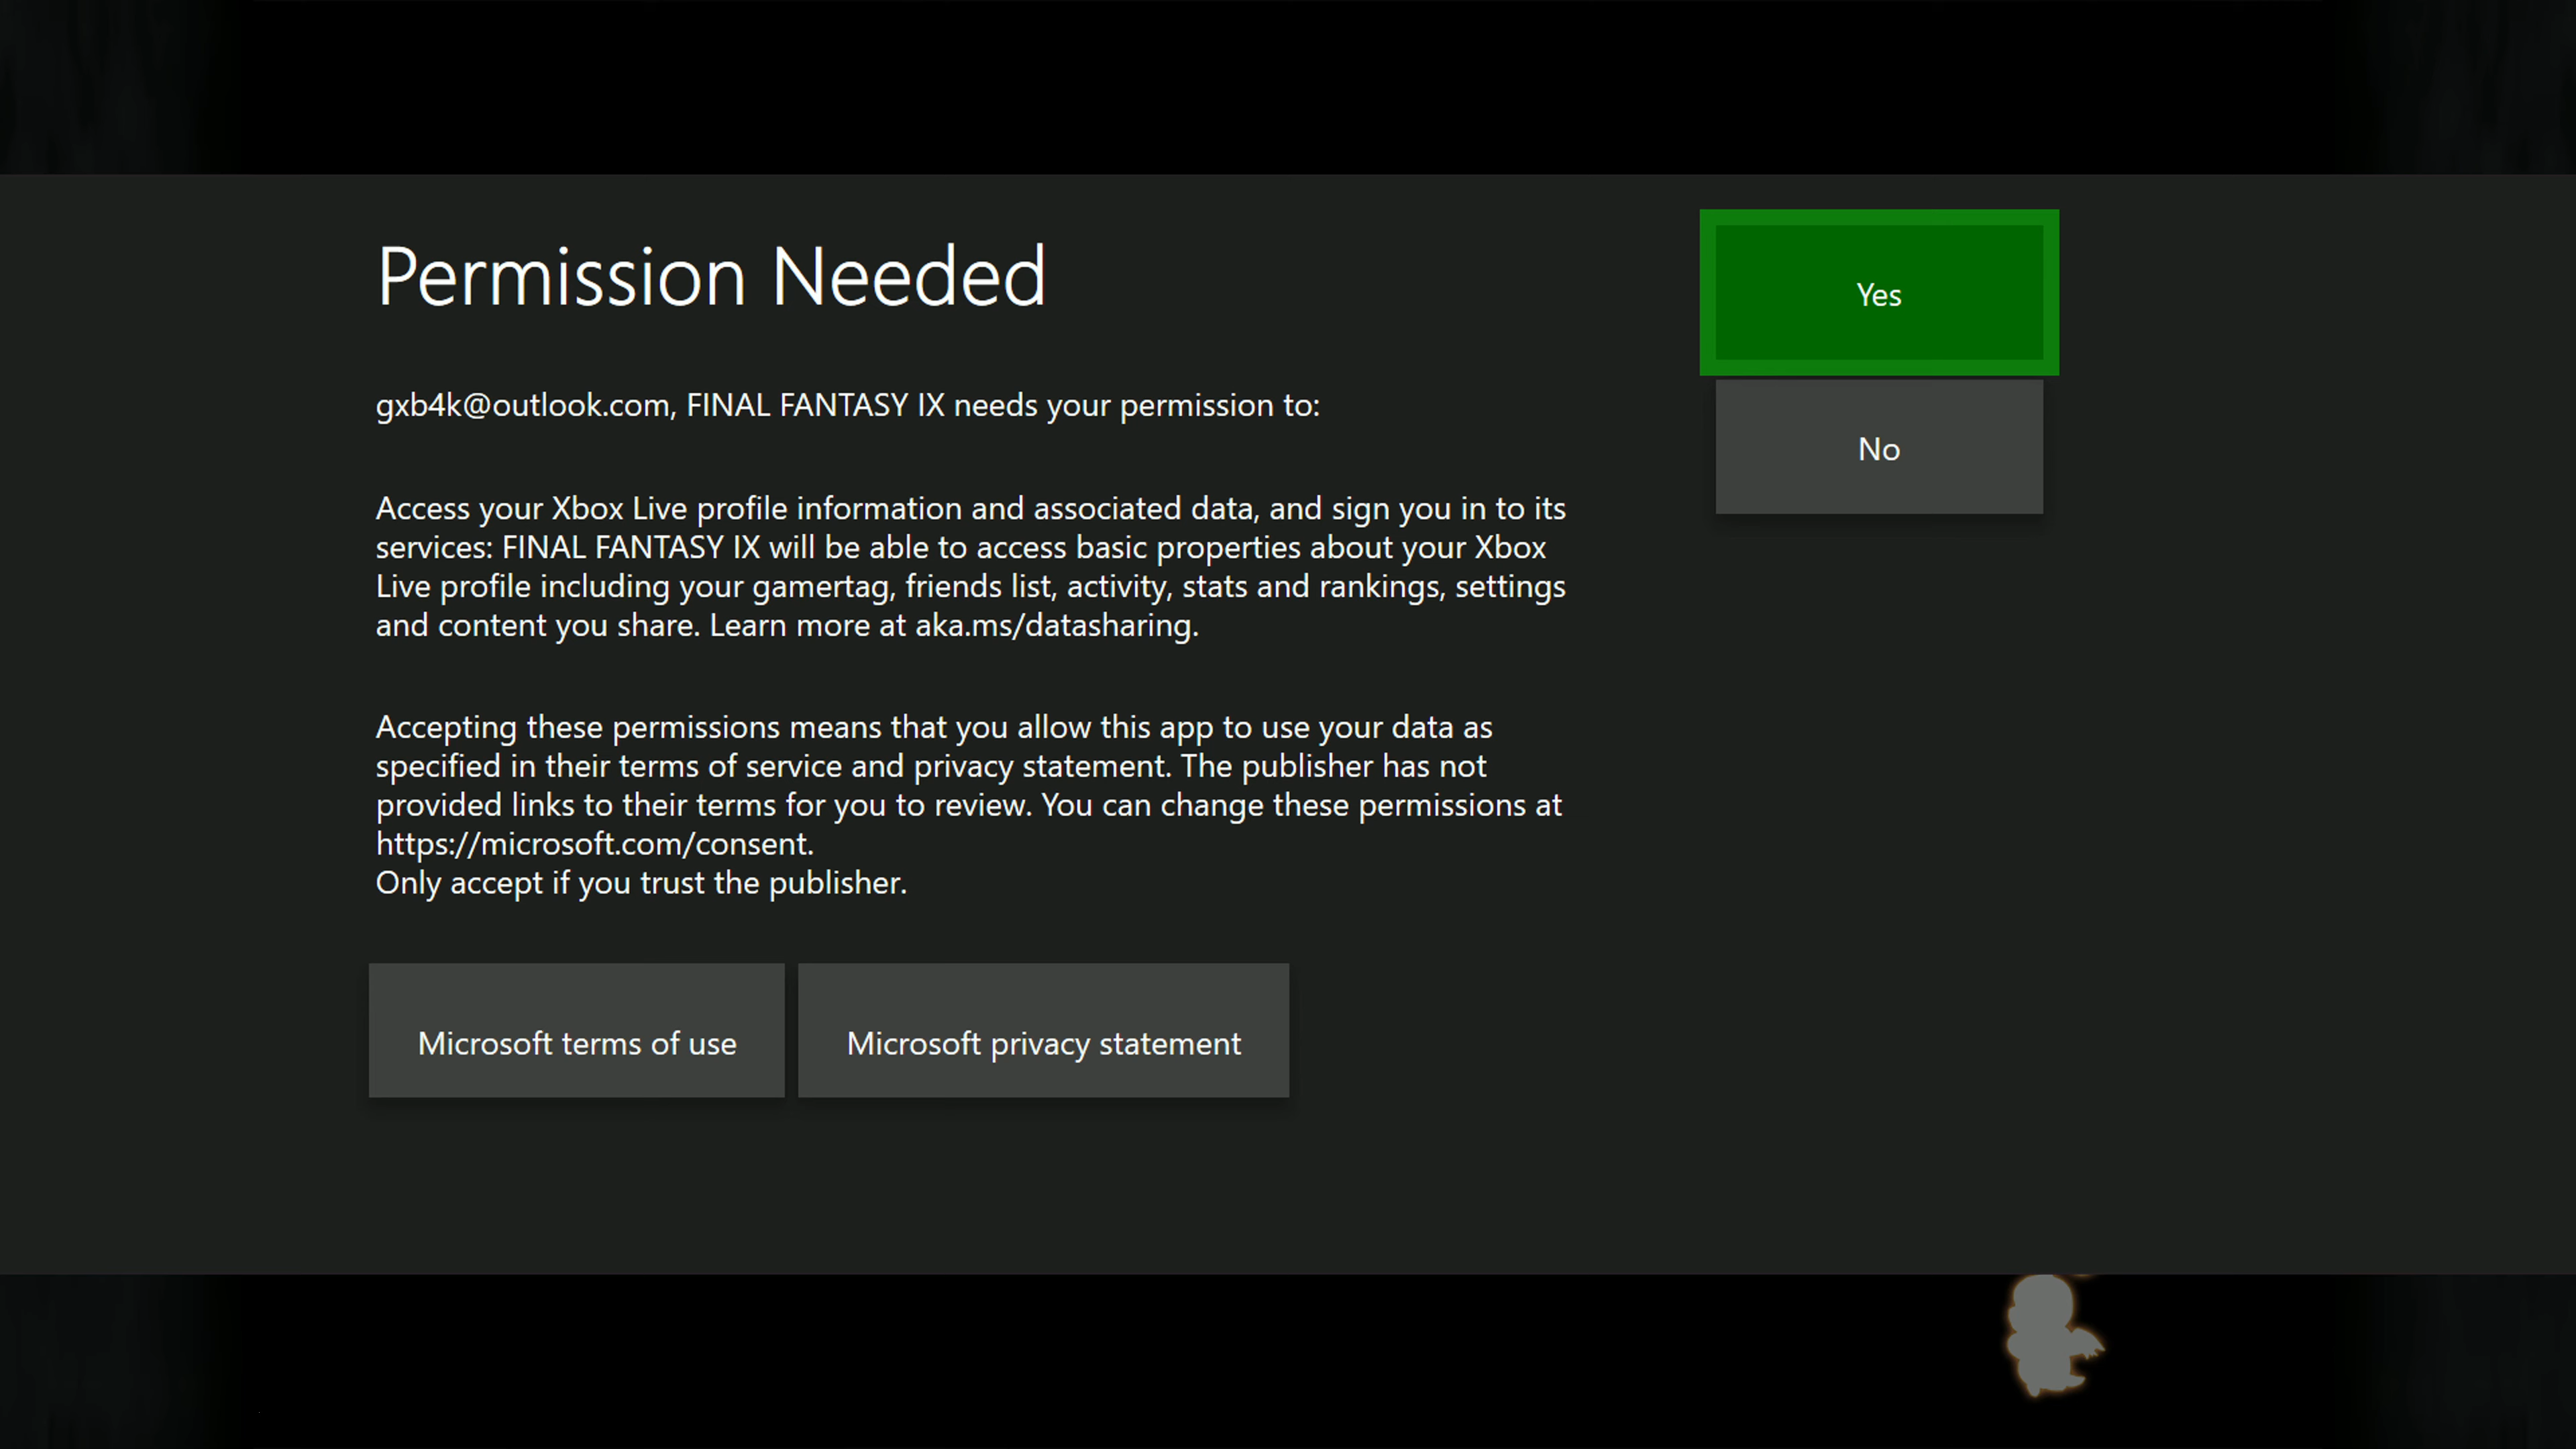 Permission Needed
Yes
gxb4k@outlook.com, FINAL FANTASY IX needs your permission to:
No
Access your Xbox Live profile information and associated data, and sign you in to its
services: FINAL FANTASY IX will be able to access basic properties about your Xbox
Live profile including your gamertag, friends list, activity, stats and rankings, settings
and content you share. Learn more at aka.ms/datasharing.
Accepting these permissions means that you allow this app to use your data as
specified in their terms of service and privacy statement. The publisher has not
provided links to their terms for you to review. You can change these permissions at
https://microsoft.com/consent.
Only accept if you trust the publisher.
Microsoft terms of use
Microsoft privacy statement